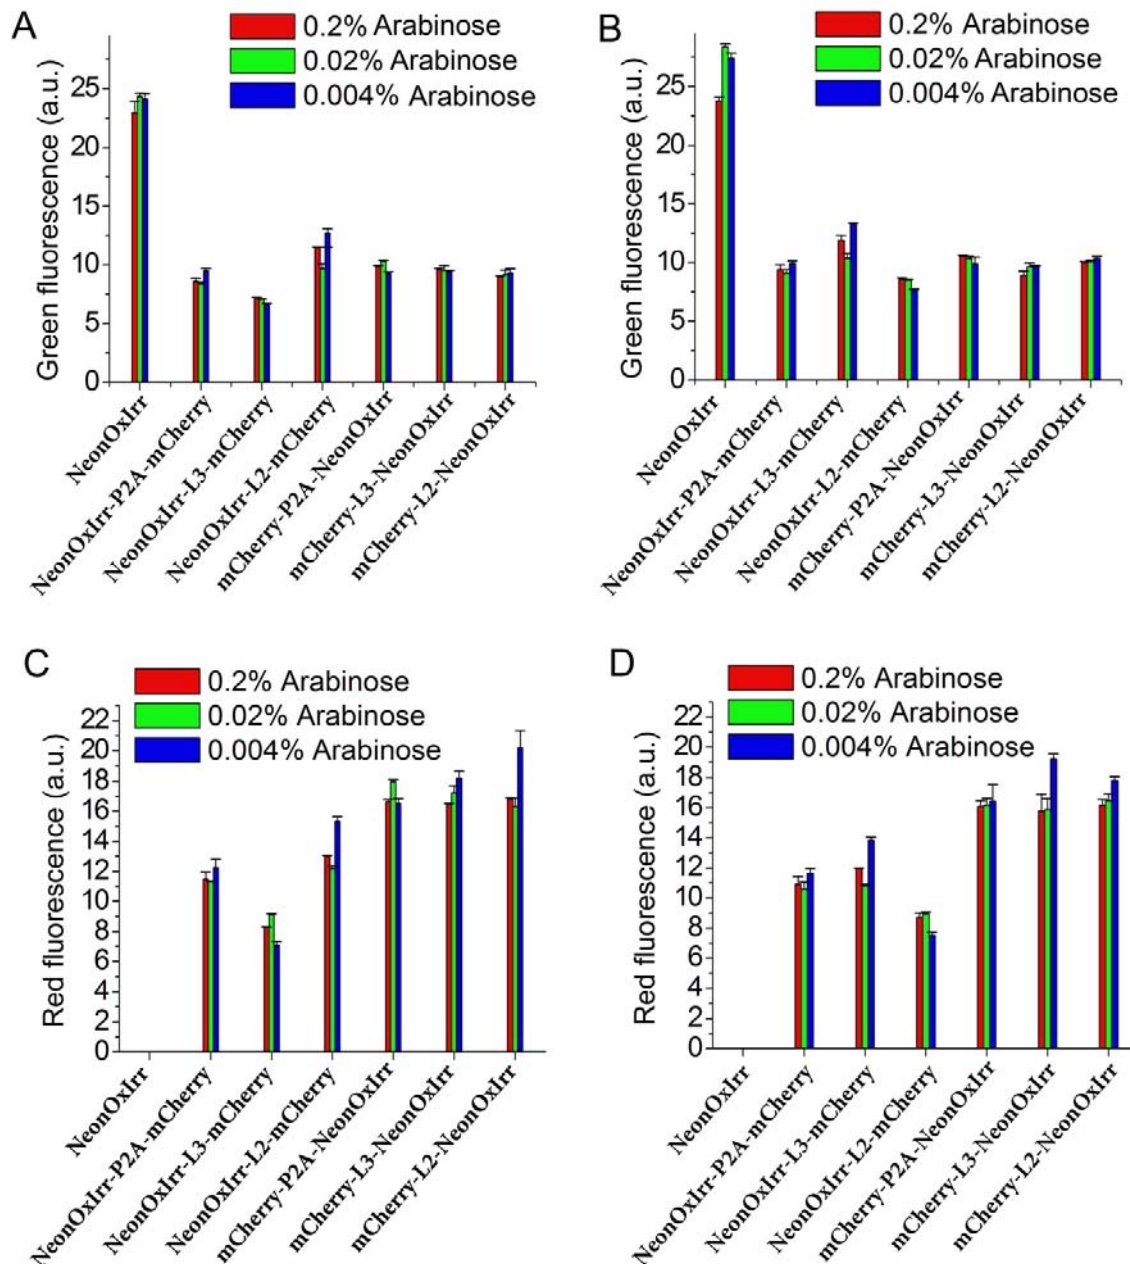 A
0.2% Arabinose
0.02% Arabinose
0.004% Arabinose
Green fluorescence (a.u.)
25
20
15
10
5
0
NeonOxIrr
NeonOxIrr-P2A-mCherry
NeonOxIrr-L3-mCherry
NeonOxIrr-L2-mCherry
mCherry-P2A-NeonOxIrr
mCherry-L3-NeonOxIrr
mCherry-L2-NeonOxIrr
B
0.2% Arabinose
0.02% Arabinose
0.004% Arabinose
Green fluorescence (a.u.)
25
20
15
10
5
0
NeonOxIrr
NeonOxIrr-P2A-mCherry
NeonOxIrr-L3-mCherry
NeonOxIrr-L2-mCherry
mCherry-P2A-NeonOxIrr
mCherry-L3-NeonOxIrr
mCherry-L2-NeonOxIrr
C
0.2% Arabinose
0.02% Arabinose
0.004% Arabinose
Red fluorescence (a.u.)
22
20
18
16
14
12
10
8
6
4
2
0
NeonOxIrr
NeonOxIrr-P2A-mCherry
NeonOxIrr-L3-mCherry
NeonOxIrr-L2-mCherry
mCherry-P2A-NeonOxIrr
mCherry-L3-NeonOxIrr
mCherry-L2-NeonOxIrr
D
0.2% Arabinose
0.02% Arabinose
0.004% Arabinose
Red fluorescence (a.u.)
22
20
18
16
14
12
10
8
6
4
2
0
NeonOxIrr
NeonOxIrr-P2A-mCherry
NeonOxIrr-L3-mCherry
NeonOxIrr-L2-mCherry
mCherry-P2A-NeonOxIrr
mCherry-L3-NeonOxIrr
mCherry-L2-NeonOxIrr